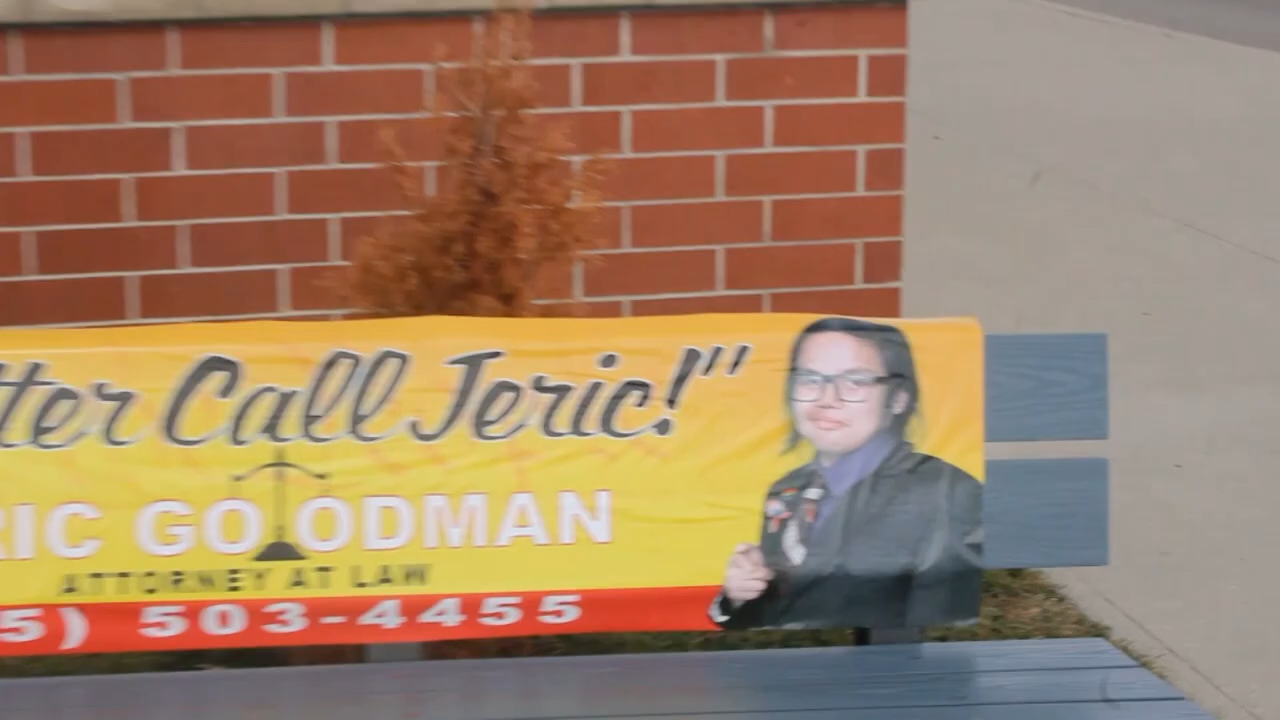 tter Call Jeric!"
RIC GOODMAN
ATTORNEY AT LAW
5) 503-4455